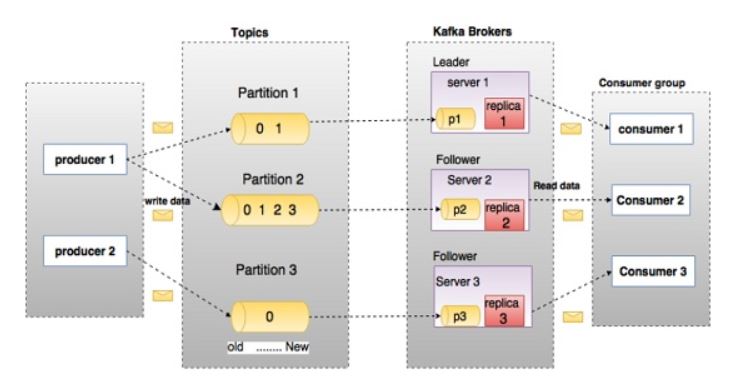 Topics
Kafka Brokers
Consumer group
producer 1
producer 2
write data
Partition 1
0 1
Partition 2
0 1 2 3
Partition 3
0
old ........ New
Leader
server 1
p1
replica
1
Follower
Server 2
p2
replica
2
Follower
Server 3
p3
replica
3
Read data
consumer 1
Consumer 2
Consumer 3